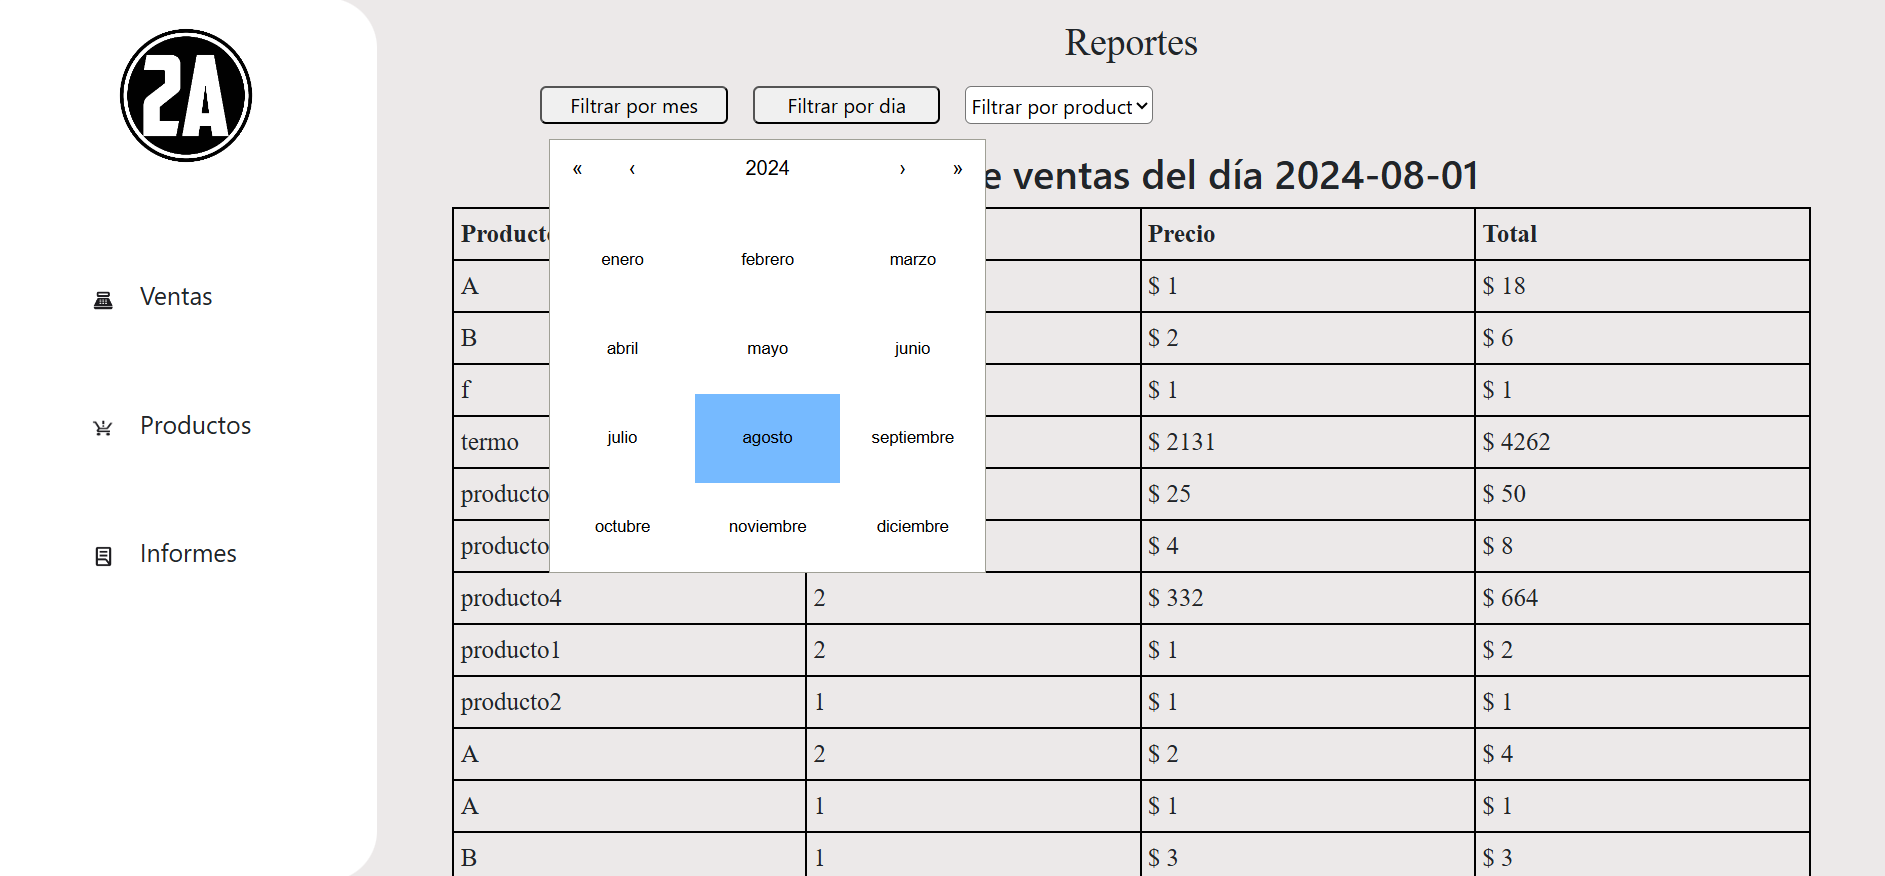 2A
Ventas
Productos
Informes
Reportes
Filtrar por mes Filtrar por dia Filtrar por product
« ‹ 2024 › »
enero febrero marzo
abril mayo junio
julio agosto septiembre
octubre noviembre diciembre
e ventas del día 2024-08-01
Product Precio Total
A $ 1 $ 18
B $ 2 $ 6
f $ 1 $ 1
termo $ 2131 $ 4262
producto $ 25 $ 50
producto $ 4 $ 8
producto4 2 $ 332 $ 664
producto1 2 $ 1 $ 2
producto2 1 $ 1 $ 1
A 2 $ 2 $ 4
A 1 $ 1 $ 1
B 1 $ 3 $ 3